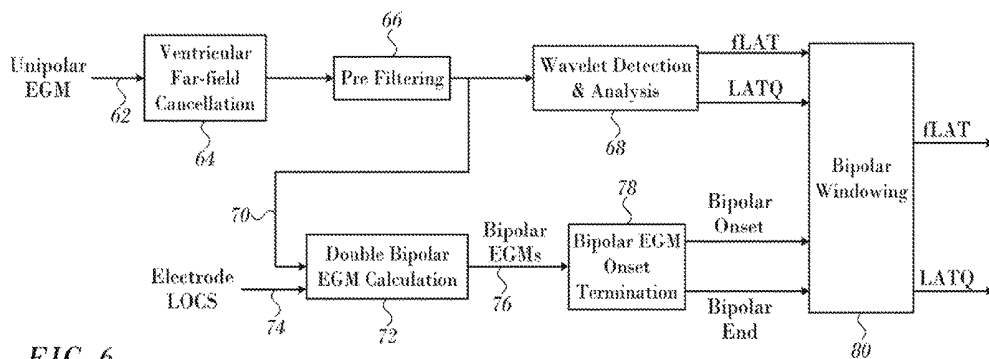 Unipolar
EGM
62
Ventricular
Far-field
Cancellation
64
66
Pre Filtering
Wavelet Detection
& Analysis
68
fLAT
LATQ
fLAT
Bipolar
Windowing
70
Electrode
LOCS
74
Double Bipolar
EGM Calculation
72
Bipolar
EGMs
76
78
Bipolar EGM
Onset
Termination
Bipolar
Onset
Bipolar
End
LATQ
80
FIG. 6